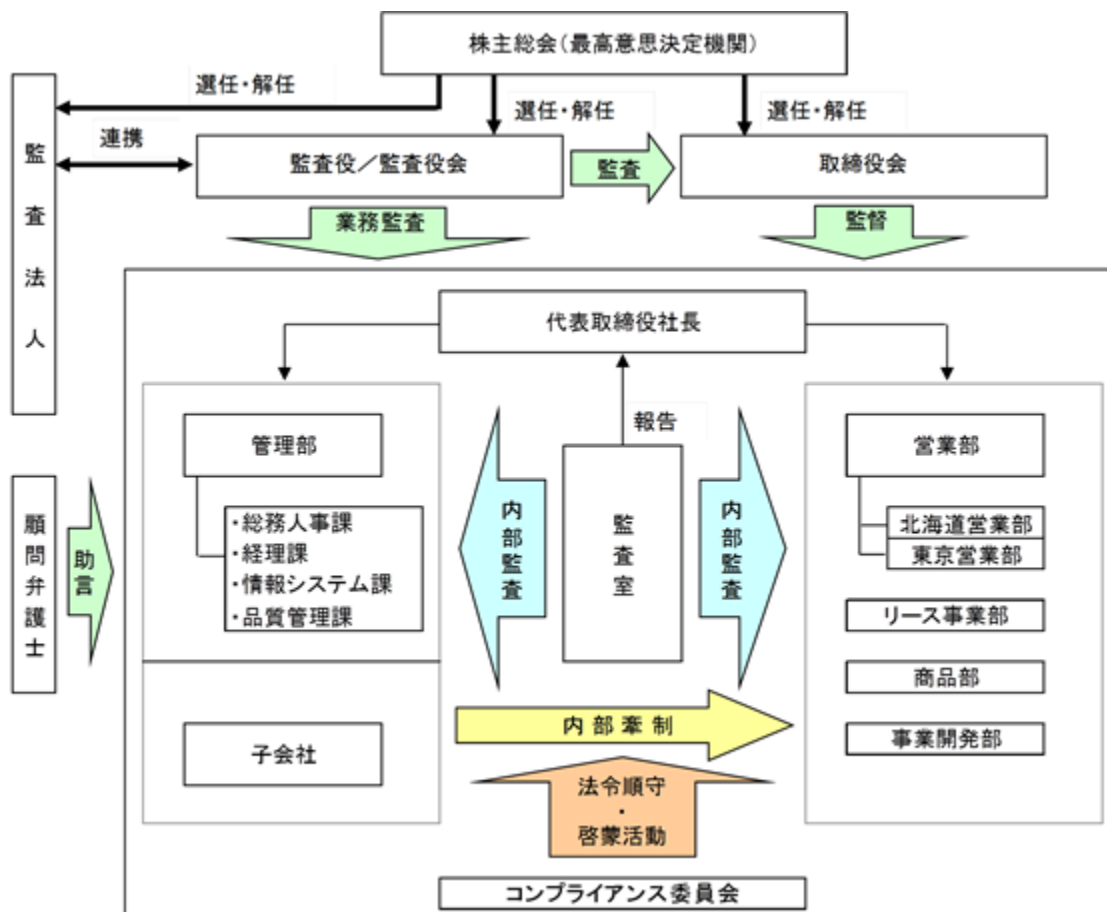 株主総会（最高意思決定機関）
選任・解任
選任・解任
選任・解任
連携
監査法人
監査役／監査役会
監査
取締役会
業務監査
監督
代表取締役社長
報告
管理部
・総務人事課
・経理課
・情報システム課
・品質管理課
子会社
内部監査
監査室
内部監査
営業部
北海道営業部
東京営業部
リース事業部
商品部
事業開発部
顧問弁護士
助言
内部牽制
法令順守
・
啓蒙活動
コンプライアンス委員会